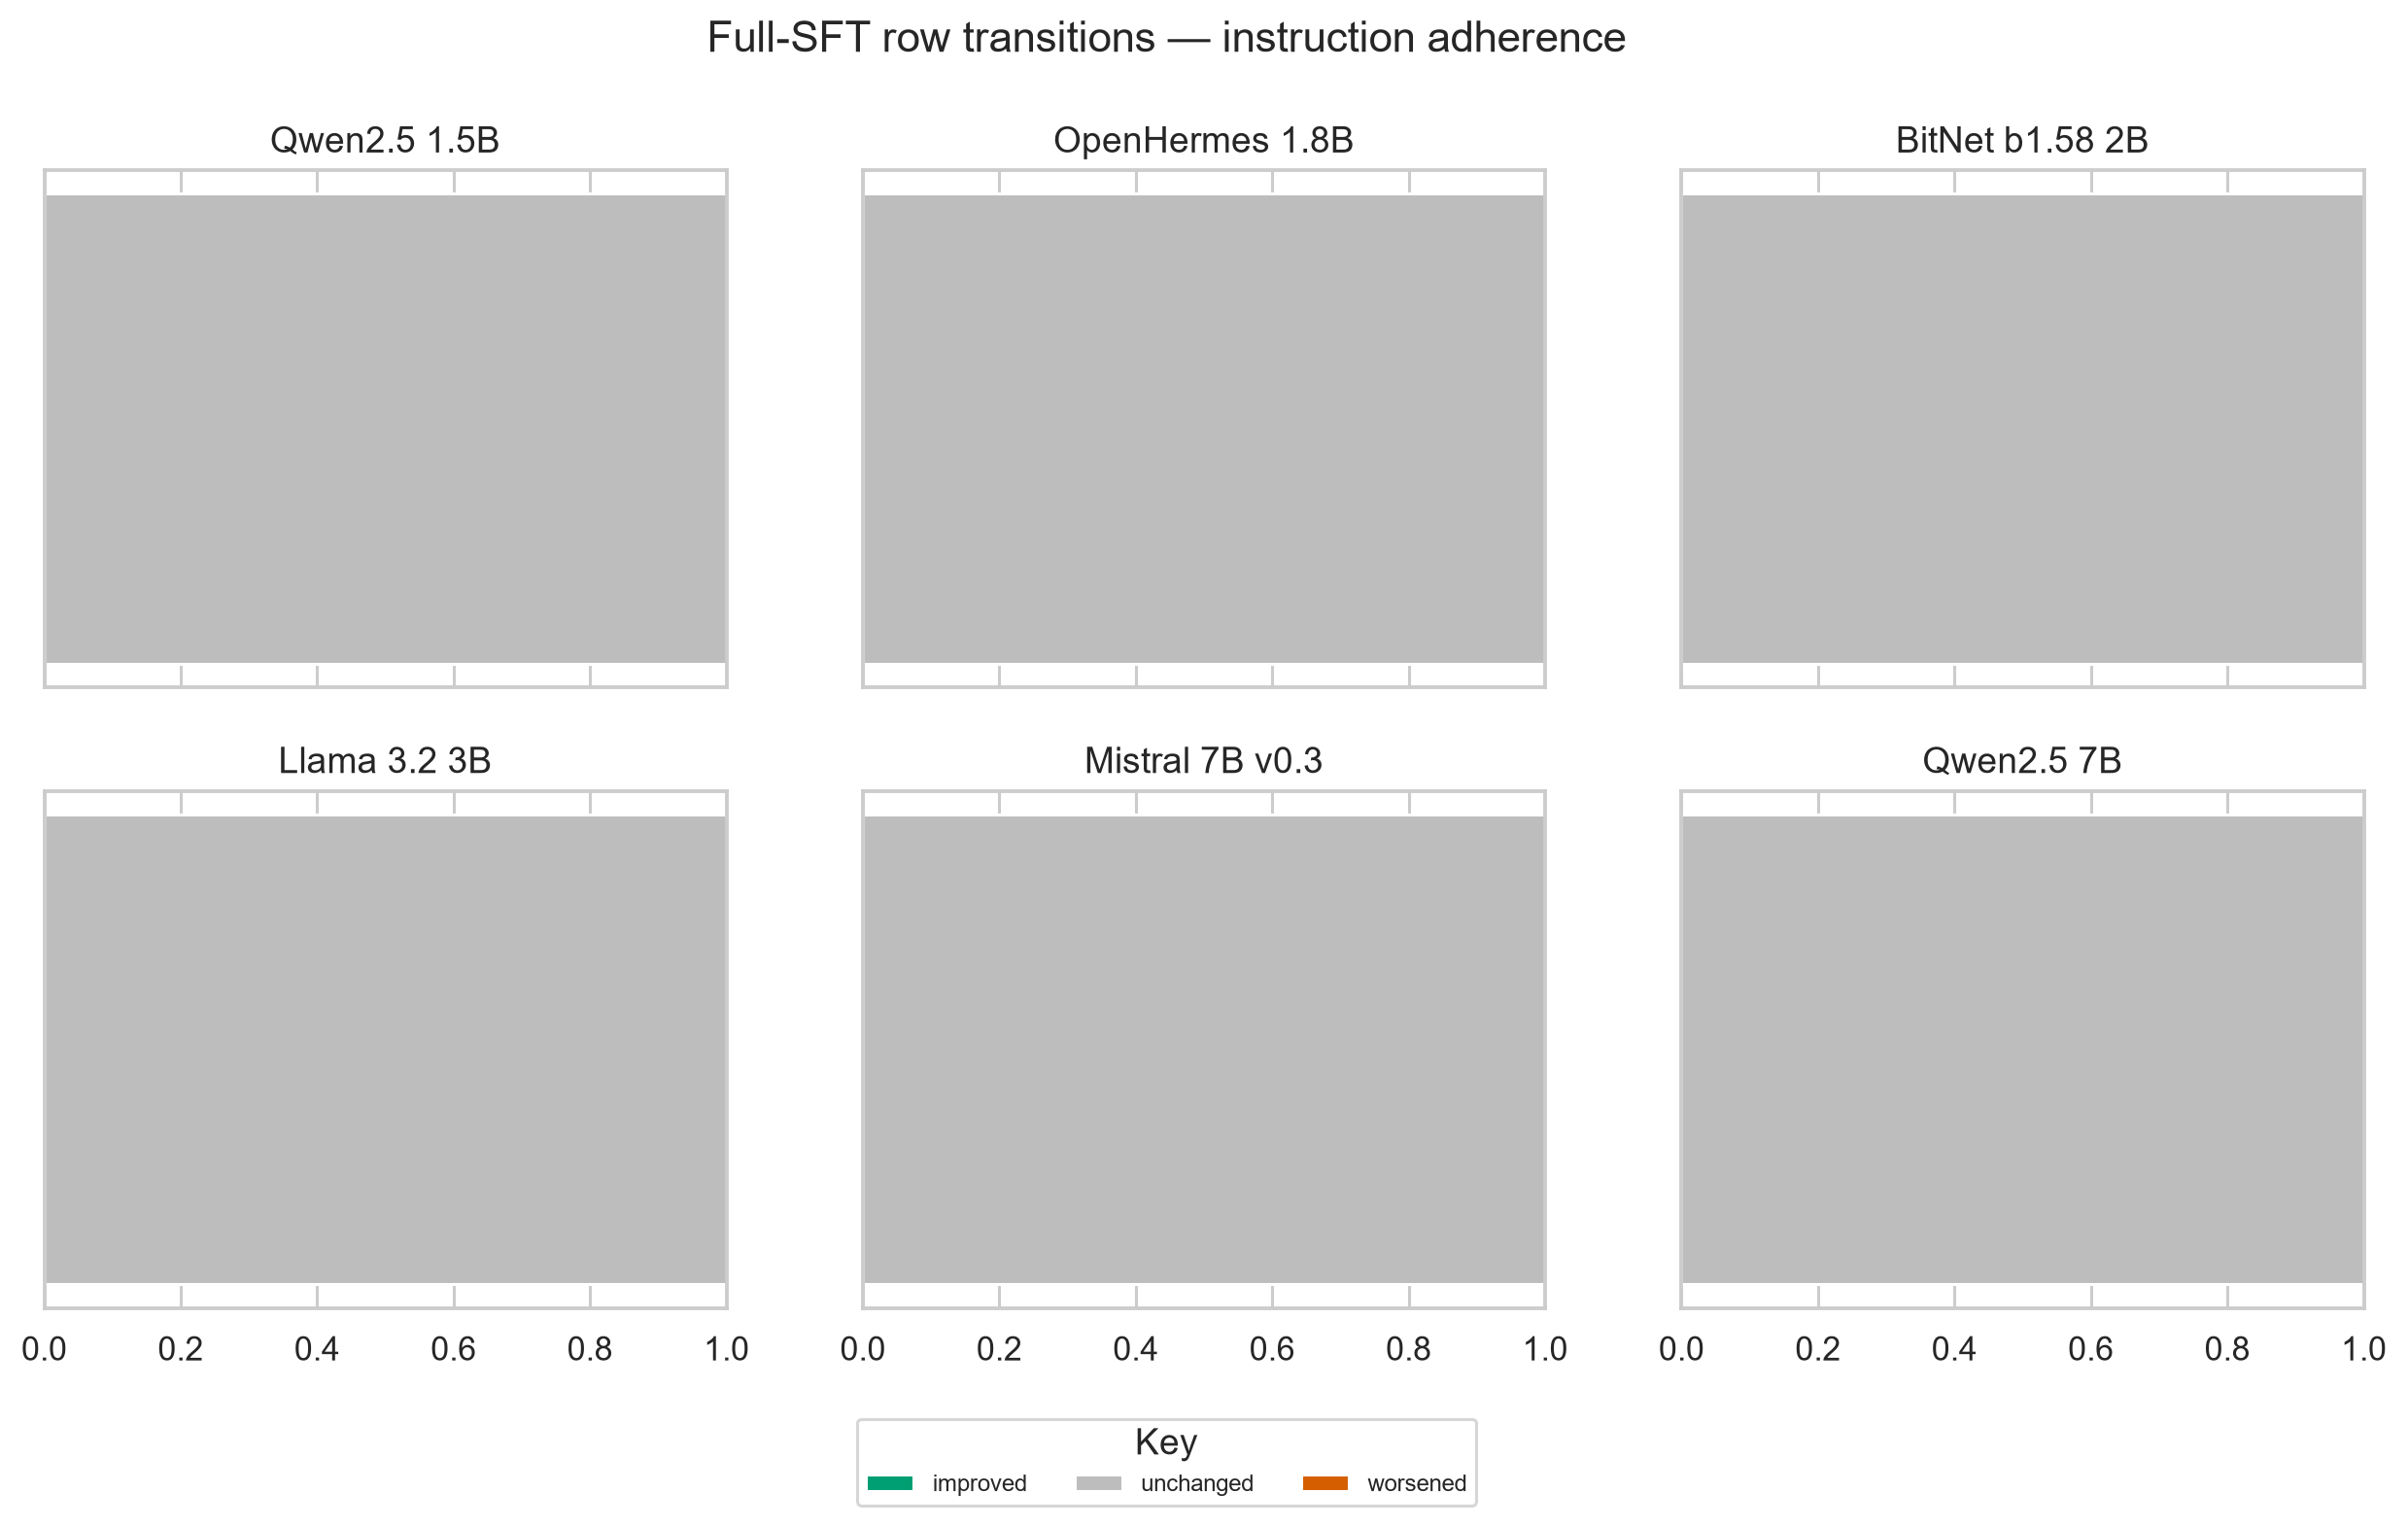 Full-SFT row transitions — instruction adherence
Qwen2.5 1.5B
OpenHermes 1.8B
BitNet b1.58 2B
Llama 3.2 3B
Mistral 7B v0.3
Qwen2.5 7B
0.0 0.2 0.4 0.6 0.8 1.0
0.0 0.2 0.4 0.6 0.8 1.0
0.0 0.2 0.4 0.6 0.8 1.0
Key
improved unchanged worsened